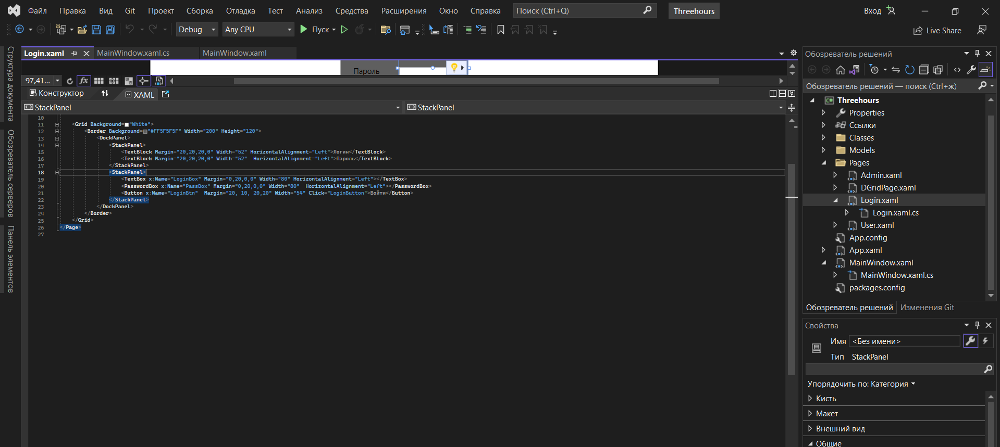 Файл Правка Вид Git Проект Сборка Отладка Тест Анализ Средства Расширения Окно Справка Поиск (Ctrl+Q) Threehours Вход
Debug Any CPU Пуск Live Share
Структура документа
Обозреватель серверов
Панель элементов
Login.xaml MainWindow.xaml.cs MainWindow.xaml
Пароль
97,41...
Конструктор XAML
StackPanel StackPanel
10
11 <Grid Background="White">
12 <Border Background="#FF5F5F5F" Width="200" Height="120">
13 <DockPanel>
14 <StackPanel>
15 <TextBlock Margin="20,20,20,0" Width="52" HorizontalAlignment="Left">Логин</TextBlock>
16 <TextBlock Margin="20,20,20,0" Width="52"  HorizontalAlignment="Left">Пароль</TextBlock>
17 </StackPanel>
18 <StackPanel>
19 <TextBox x:Name="LoginBox" Margin="0,20,0,0" Width="80" HorizontalAlignment="Left"></TextBox>
20 <PasswordBox x:Name="PassBox" Margin="0,20,0,0" Width="80"  HorizontalAlignment="Left"></PasswordBox>
21 <Button x:Name="LoginBtn"  Margin="20, 10, 20,20" Width="54" Click="LoginButton">Войти</Button>
22 </StackPanel>
23 </DockPanel>
24 </Border>
25 </Grid>
26 </Page>
27
Обозреватель решений
Обозреватель решений — поиск (Ctrl+ж)
C# Threehours
Properties
Ссылки
Classes
Models
Pages
Admin.xaml
DGridPage.xaml
Login.xaml
Login.xaml.cs
User.xaml
App.config
App.xaml
MainWindow.xaml
MainWindow.xaml.cs
packages.config
Обозреватель решений Изменения Git
Свойства
Имя <Без имени>
Тип StackPanel
Упорядочить по: Категория
Кисть
Макет
Внешний вид
Общие